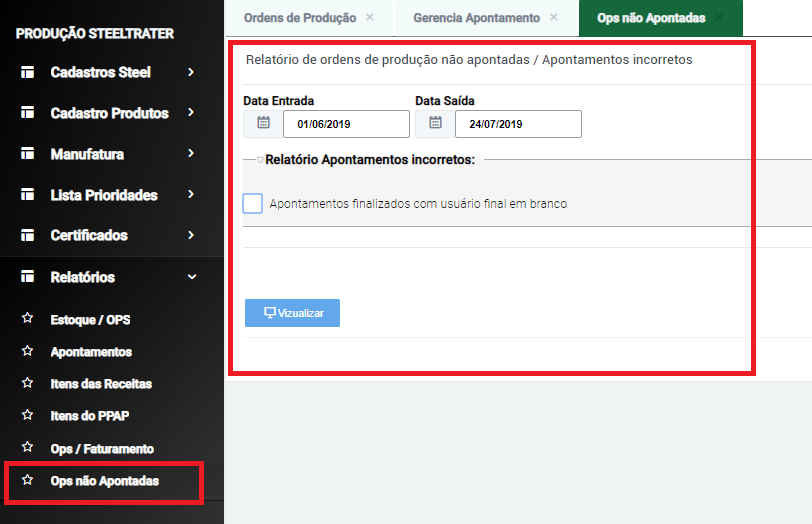 Ordens de Produção ×
Gerencia Apontamento ×
Ops não Apontadas ×
PRODUÇÃO STEELTRATER
Cadastros Steel
Cadastro Produtos
Manufatura
Lista Prioridades
Certificados
Relatórios
Estoque / OPS
Apontamentos
Itens das Receitas
Itens do PPAP
Ops / Faturamento
Ops não Apontadas
Relatório de ordens de produção não apontadas / Apontamentos incorretos
Data Entrada
Data Saída
01/06/2019
24/07/2019
Relatório Apontamentos incorretos:
Apontamentos finalizados com usuário final em branco
Vizualizar